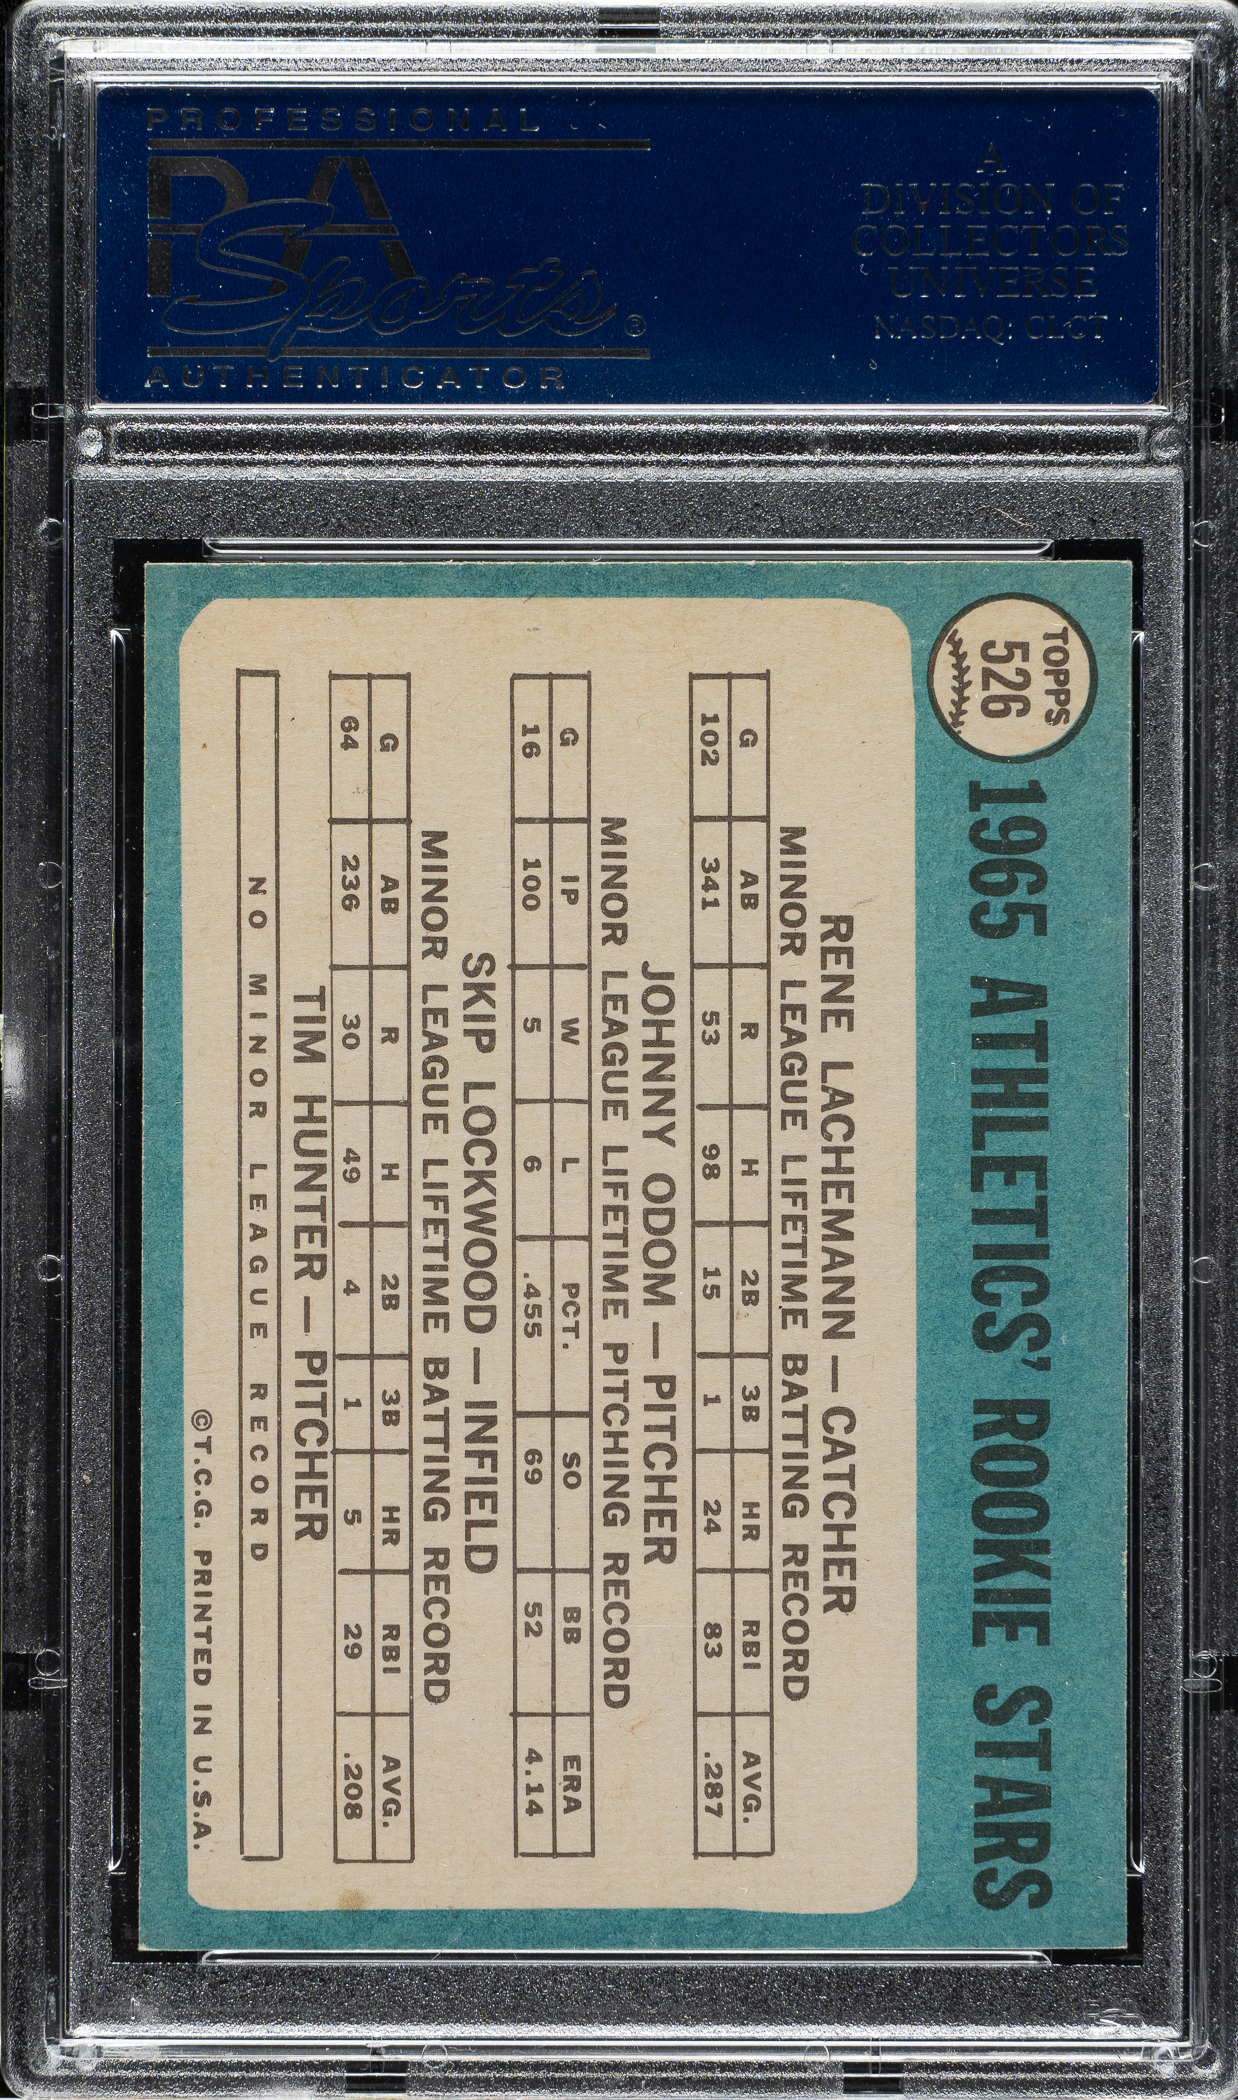 PROFESSIONAL
PSA
Sports®
AUTHENTICATOR
A
DIVISION OF
COLLECTORS
UNIVERSE
NASDAQ: CLCT
TOPPS
526
1965 ATHLETICS' ROOKIE STARS
RENE LACHEMANN — CATCHER
MINOR LEAGUE LIFETIME BATTING RECORD
G AB R H 2B 3B HR RBI AVG.
102 341 53 98 15 1 24 83 .287
JOHNNY ODOM — PITCHER
MINOR LEAGUE LIFETIME PITCHING RECORD
G IP W L PCT. SO BB ERA
16 100 5 6 .455 69 52 4.14
SKIP LOCKWOOD — INFIELD
MINOR LEAGUE LIFETIME BATTING RECORD
G AB R H 2B 3B HR RBI AVG.
64 236 30 49 4 1 5 29 .208
TIM HUNTER — PITCHER
NO MINOR LEAGUE RECORD
©T.C.G. PRINTED IN U.S.A.